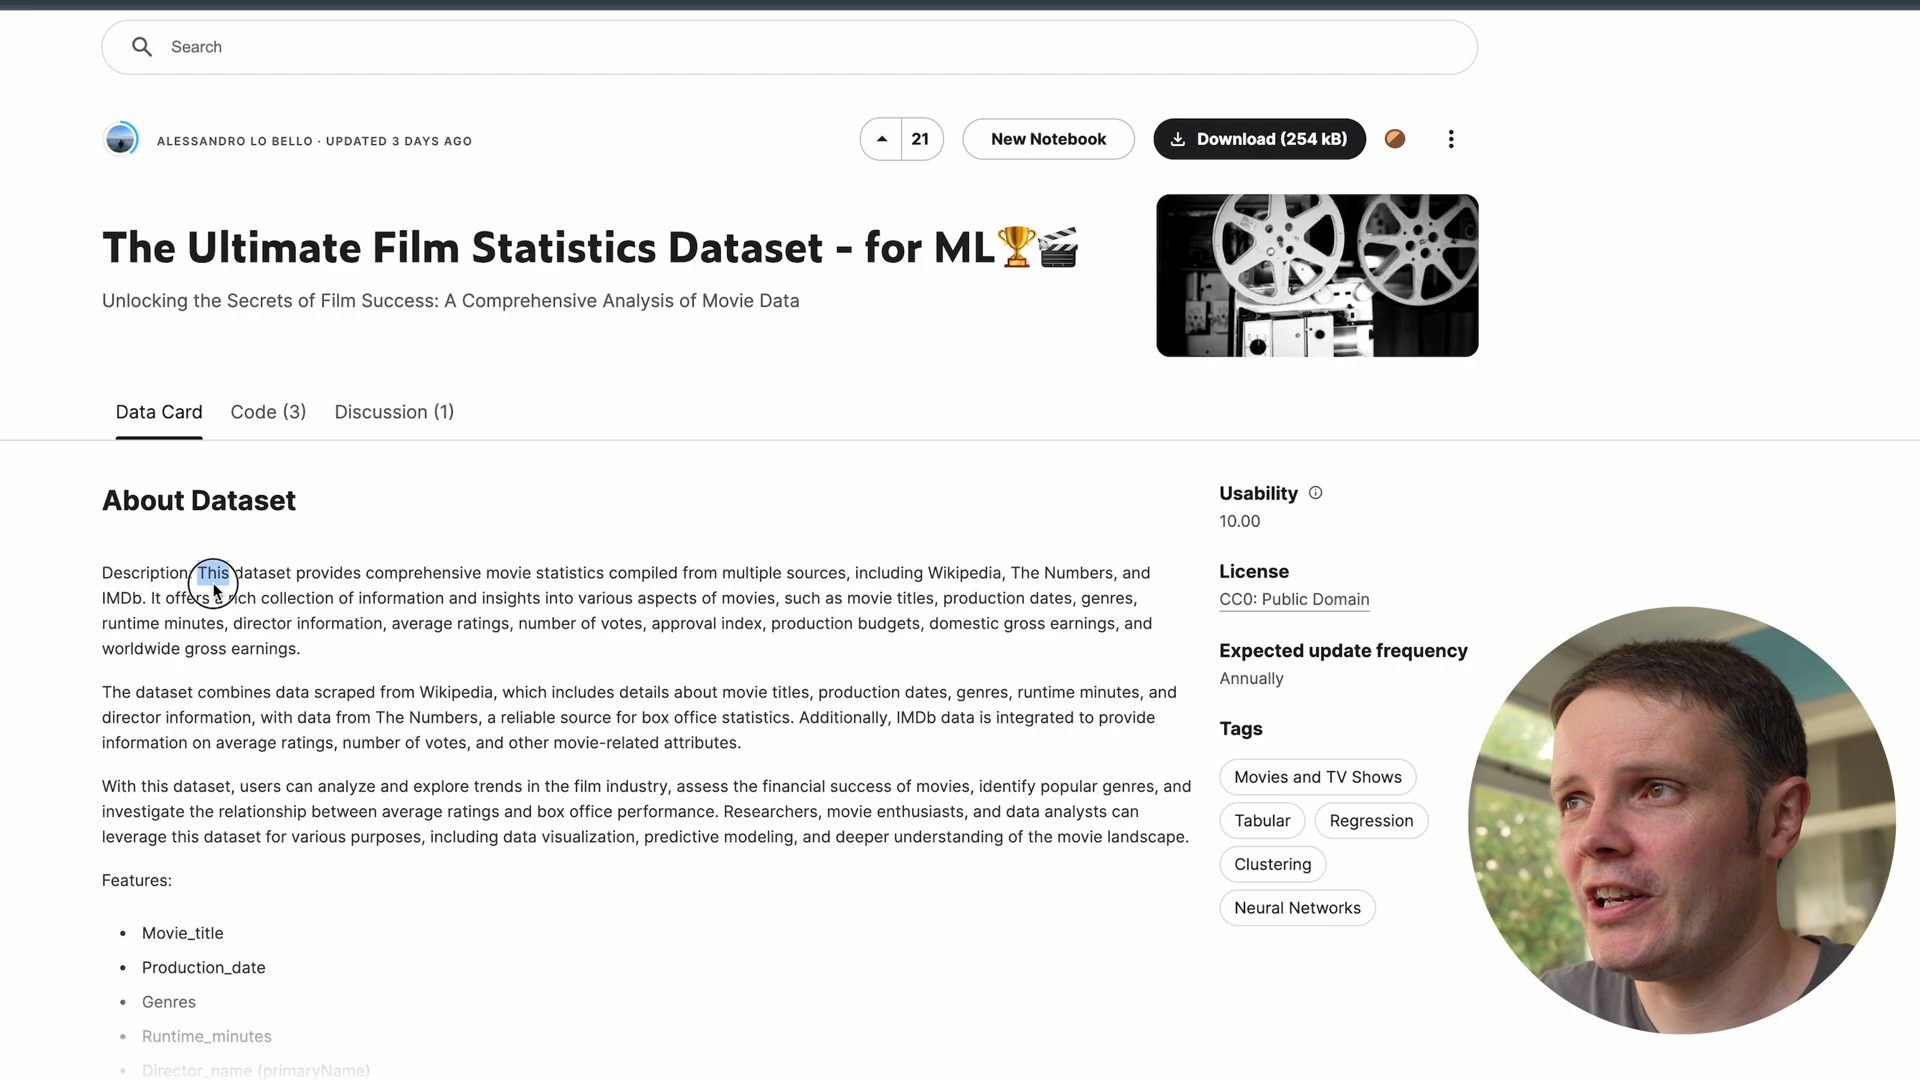 Search
ALESSANDRO LO BELLO · UPDATED 3 DAYS AGO
21
New Notebook
Download (254 kB)
The Ultimate Film Statistics Dataset - for ML🏆🎬
Unlocking the Secrets of Film Success: A Comprehensive Analysis of Movie Data
Data Card
Code (3)
Discussion (1)
About Dataset
Description: This dataset provides comprehensive movie statistics compiled from multiple sources, including Wikipedia, The Numbers, and
IMDb. It offers a rich collection of information and insights into various aspects of movies, such as movie titles, production dates, genres,
runtime minutes, director information, average ratings, number of votes, approval index, production budgets, domestic gross earnings, and
worldwide gross earnings.
The dataset combines data scraped from Wikipedia, which includes details about movie titles, production dates, genres, runtime minutes, and
director information, with data from The Numbers, a reliable source for box office statistics. Additionally, IMDb data is integrated to provide
information on average ratings, number of votes, and other movie-related attributes.
With this dataset, users can analyze and explore trends in the film industry, assess the financial success of movies, identify popular genres, and
investigate the relationship between average ratings and box office performance. Researchers, movie enthusiasts, and data analysts can
leverage this dataset for various purposes, including data visualization, predictive modeling, and deeper understanding of the movie landscape.
Features:
• Movie_title
• Production_date
• Genres
• Runtime_minutes
• Director_name (primaryName)
Usability
10.00
License
CC0: Public Domain
Expected update frequency
Annually
Tags
Movies and TV Shows
Tabular
Regression
Clustering
Neural Networks